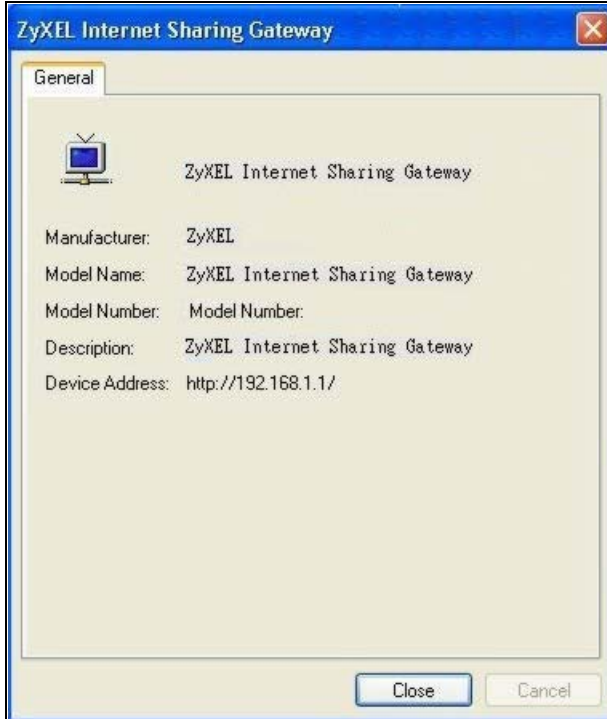 ZyXEL Internet Sharing Gateway
General
ZyXEL Internet Sharing Gateway
Manufacturer: ZyXEL
Model Name: ZyXEL Internet Sharing Gateway
Model Number: Model Number:
Description: ZyXEL Internet Sharing Gateway
Device Address: http://192.168.1.1/
Close Cancel